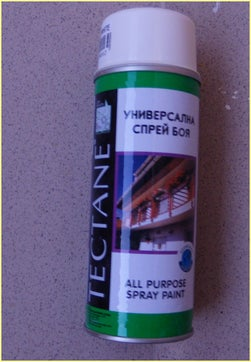 TECTANE
УНИВЕРСАЛНА
СПРЕЙ БОЯ
ALL PURPOSE
SPRAY PAINT